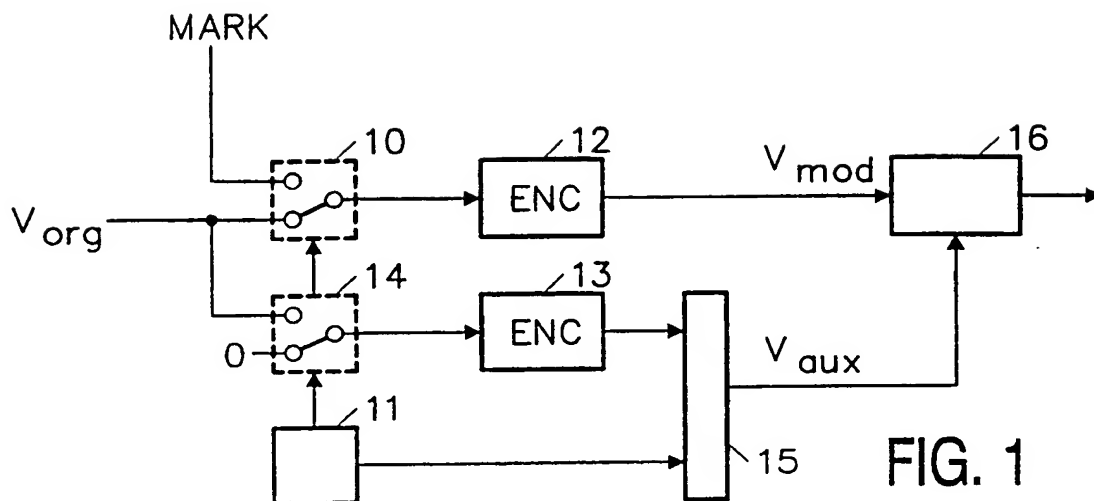 MARK
10
12
16
ENC
V mod
V org
14
13
0
ENC
V aux
11
15
FIG. 1